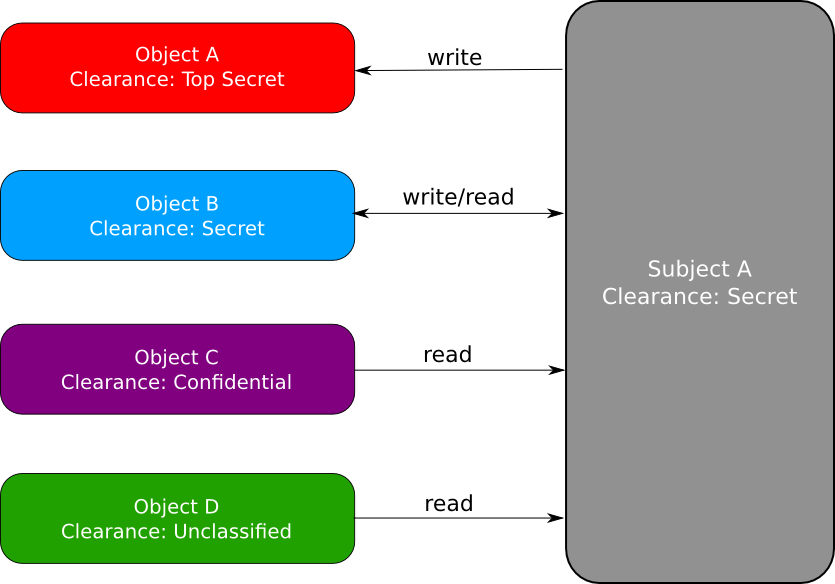 Object A
Clearance: Top Secret
write
Object B
Clearance: Secret
write/read
Subject A
Clearance: Secret
Object C
Clearance: Confidential
read
Object D
Clearance: Unclassified
read